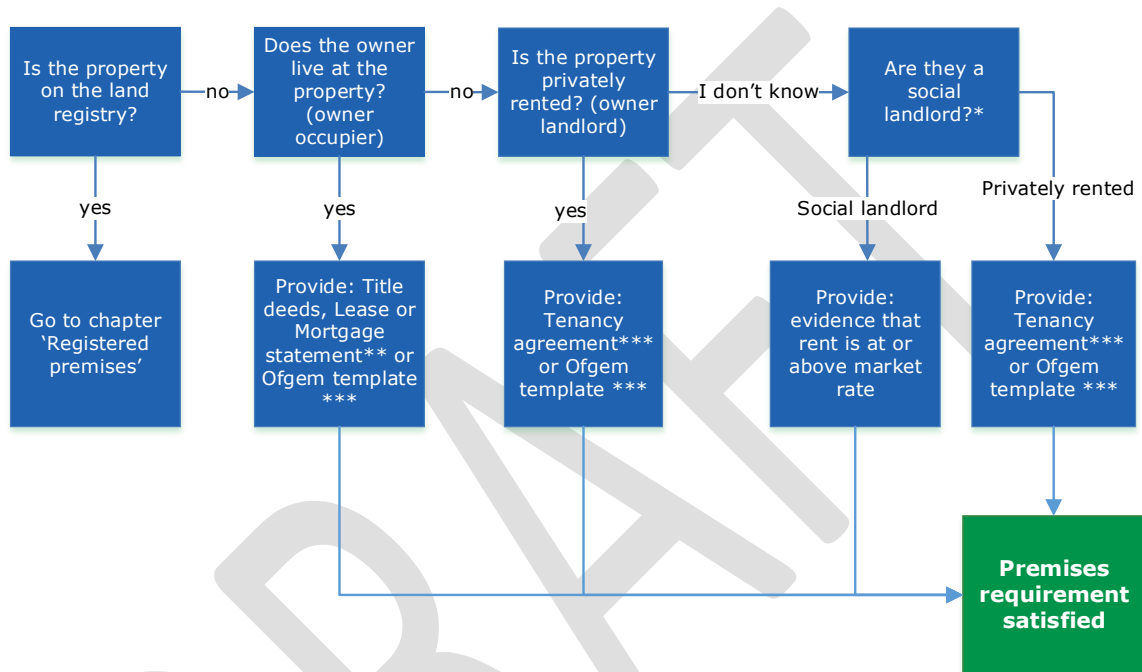 Is the property
on the land
registry?
no
Does the owner
live at the
property?
(owner
occupier)
no
Is the property
privately
rented? (owner
landlord)
I don't know
Are they a
social
landlord?*
yes
yes
yes
Social landlord
Privately rented
Go to chapter
'Registered
premises'
Provide: Title
deeds, Lease or
Mortgage
statement** or
Ofgem template
***
Provide:
Tenancy
agreement***
or Ofgem
template ***
Provide:
evidence that
rent is at or
above market
rate
Provide:
Tenancy
agreement***
or Ofgem
template ***
Premises
requirement
satisfied
DRAFT